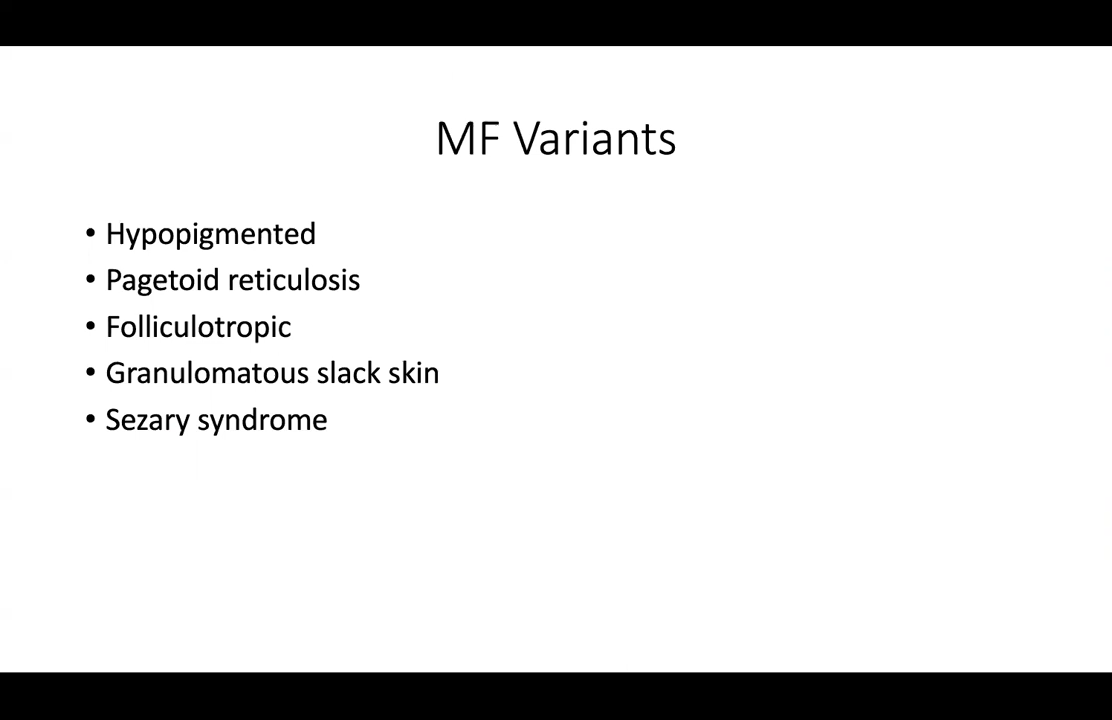 MF Variants
• Hypopigmented
• Pagetoid reticulosis
• Folliculotropic
• Granulomatous slack skin
• Sezary syndrome